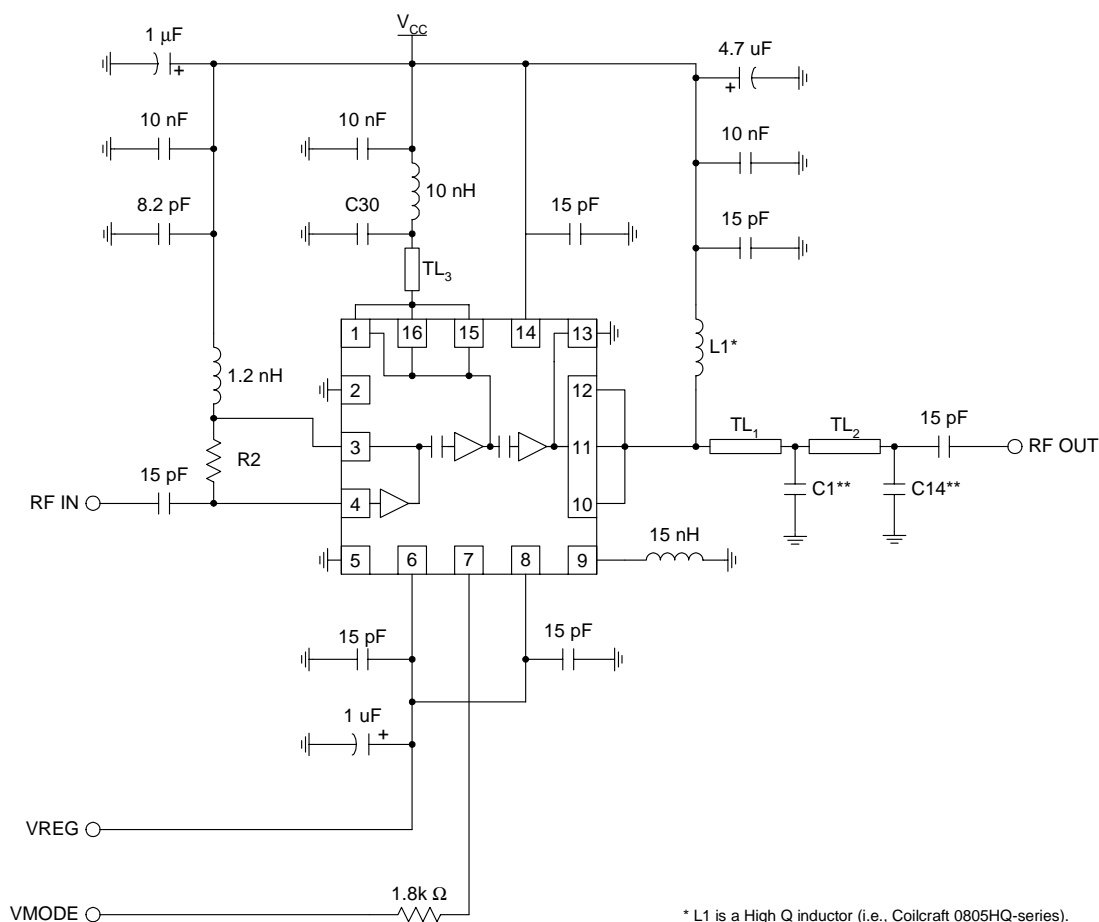 V_CC
1 μF
4.7 uF
+
+
10 nF
10 nF
10 nF
10 nH
8.2 pF
C30
15 pF
15 pF
TL₃
1
16
15
14
13
L1*
1.2 nH
2
12
3
11
TL₁
TL₂
15 pF
RF OUT
R2
15 pF
C1**
C14**
RF IN
4
10
15 nH
5
6
7
8
9
15 pF
15 pF
1 uF
+
VREG
1.8k Ω
VMODE
* L1 is a High Q inductor (i.e., Coilcraft 0805HQ-series).